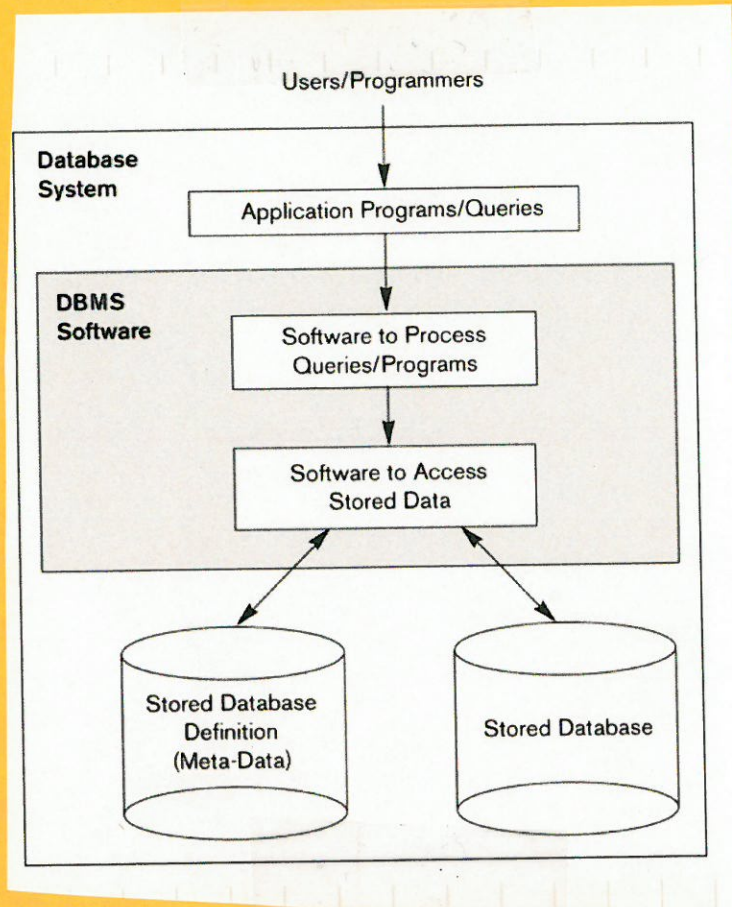 Users/Programmers
Database
System
Application Programs/Queries
DBMS
Software
Software to Process
Queries/Programs
Software to Access
Stored Data
Stored Database
Definition
(Meta-Data)
Stored Database